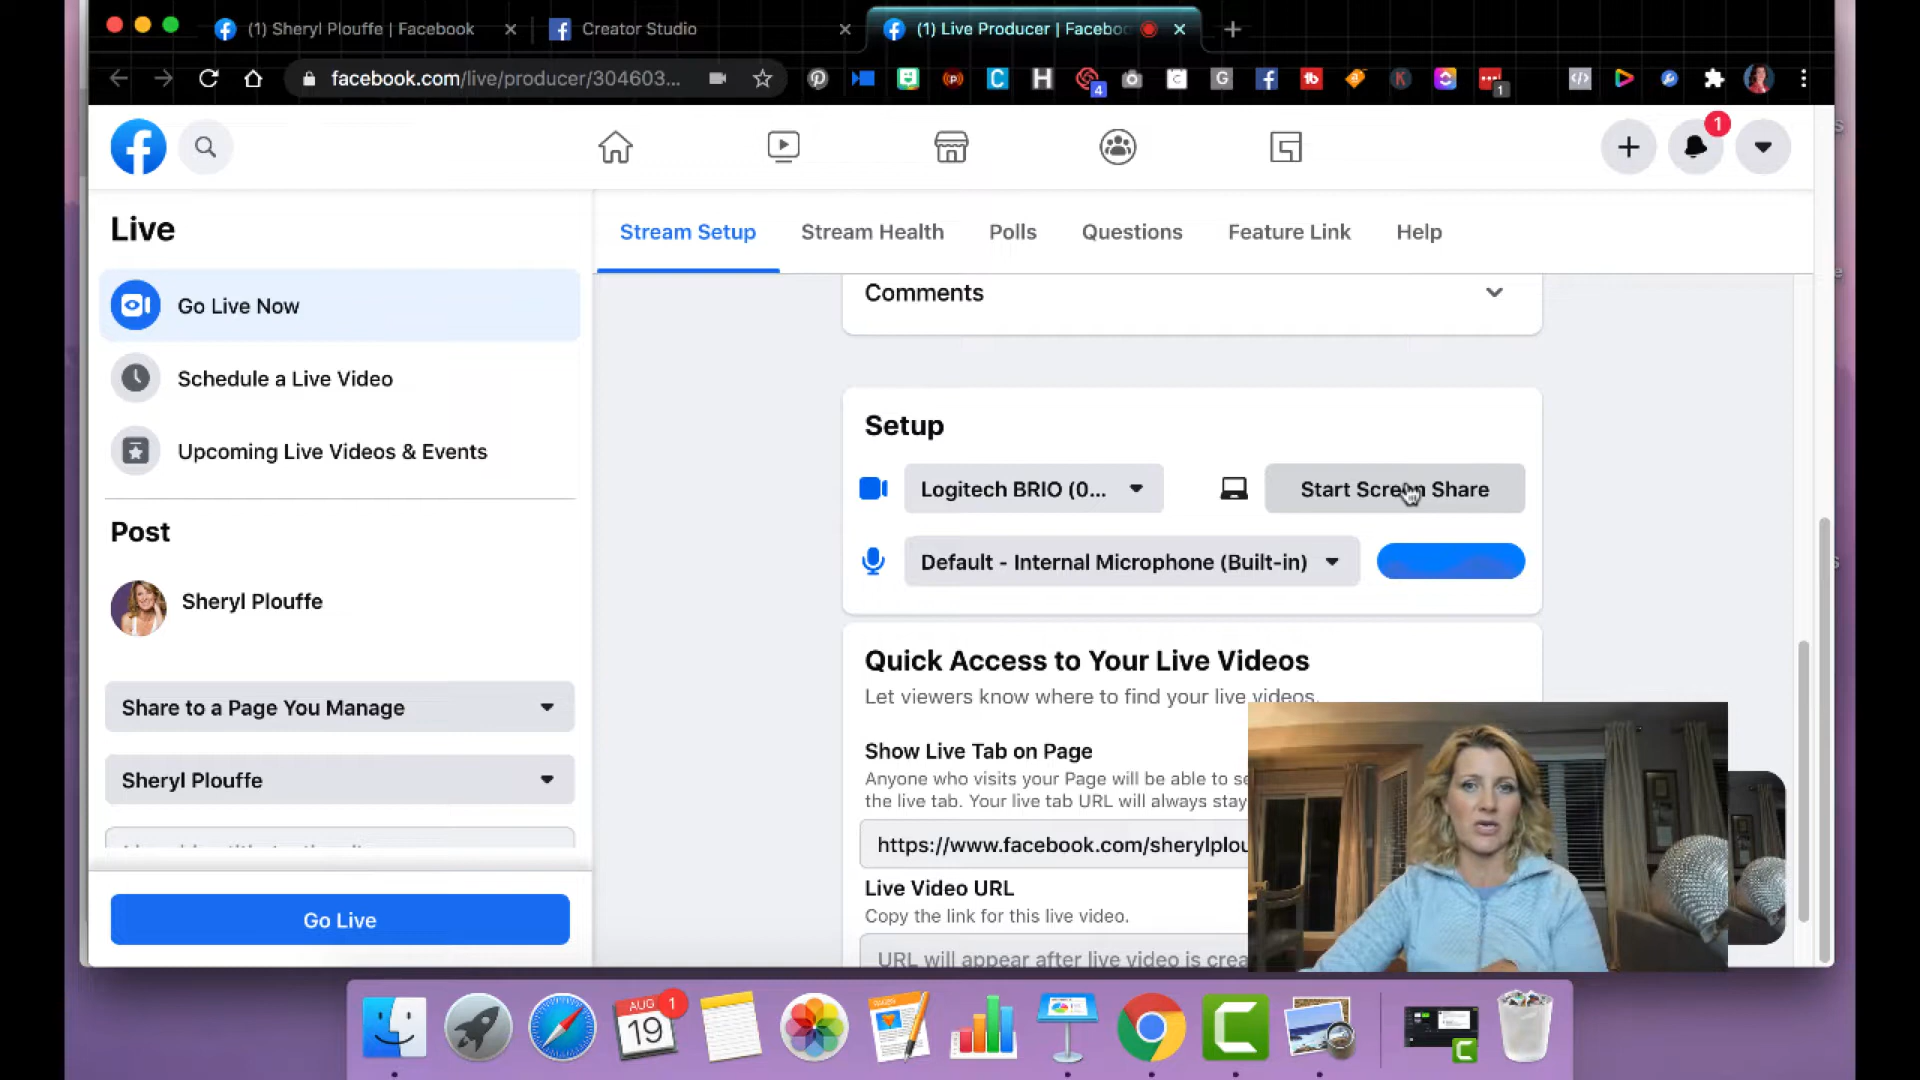 (1) Sheryl Plouffe | Facebook
Creator Studio
(1) Live Producer | Facebo
facebook.com/live/producer/304603...
4
1
1
Live
Go Live Now
Schedule a Live Video
Upcoming Live Videos & Events
Post
Sheryl Plouffe
Share to a Page You Manage
Sheryl Plouffe
Go Live
Stream Setup
Stream Health
Polls
Questions
Feature Link
Help
Comments
Setup
Logitech BRIO (0...
Start Screen Share
Default - Internal Microphone (Built-in)
Quick Access to Your Live Videos
Let viewers know where to find your live videos.
Show Live Tab on Page
Anyone who visits your Page will be able to se
the live tab. Your live tab URL will always stay
https://www.facebook.com/sherylplou
Live Video URL
Copy the link for this live video.
URL will appear after live video is crea
AUG
19
1